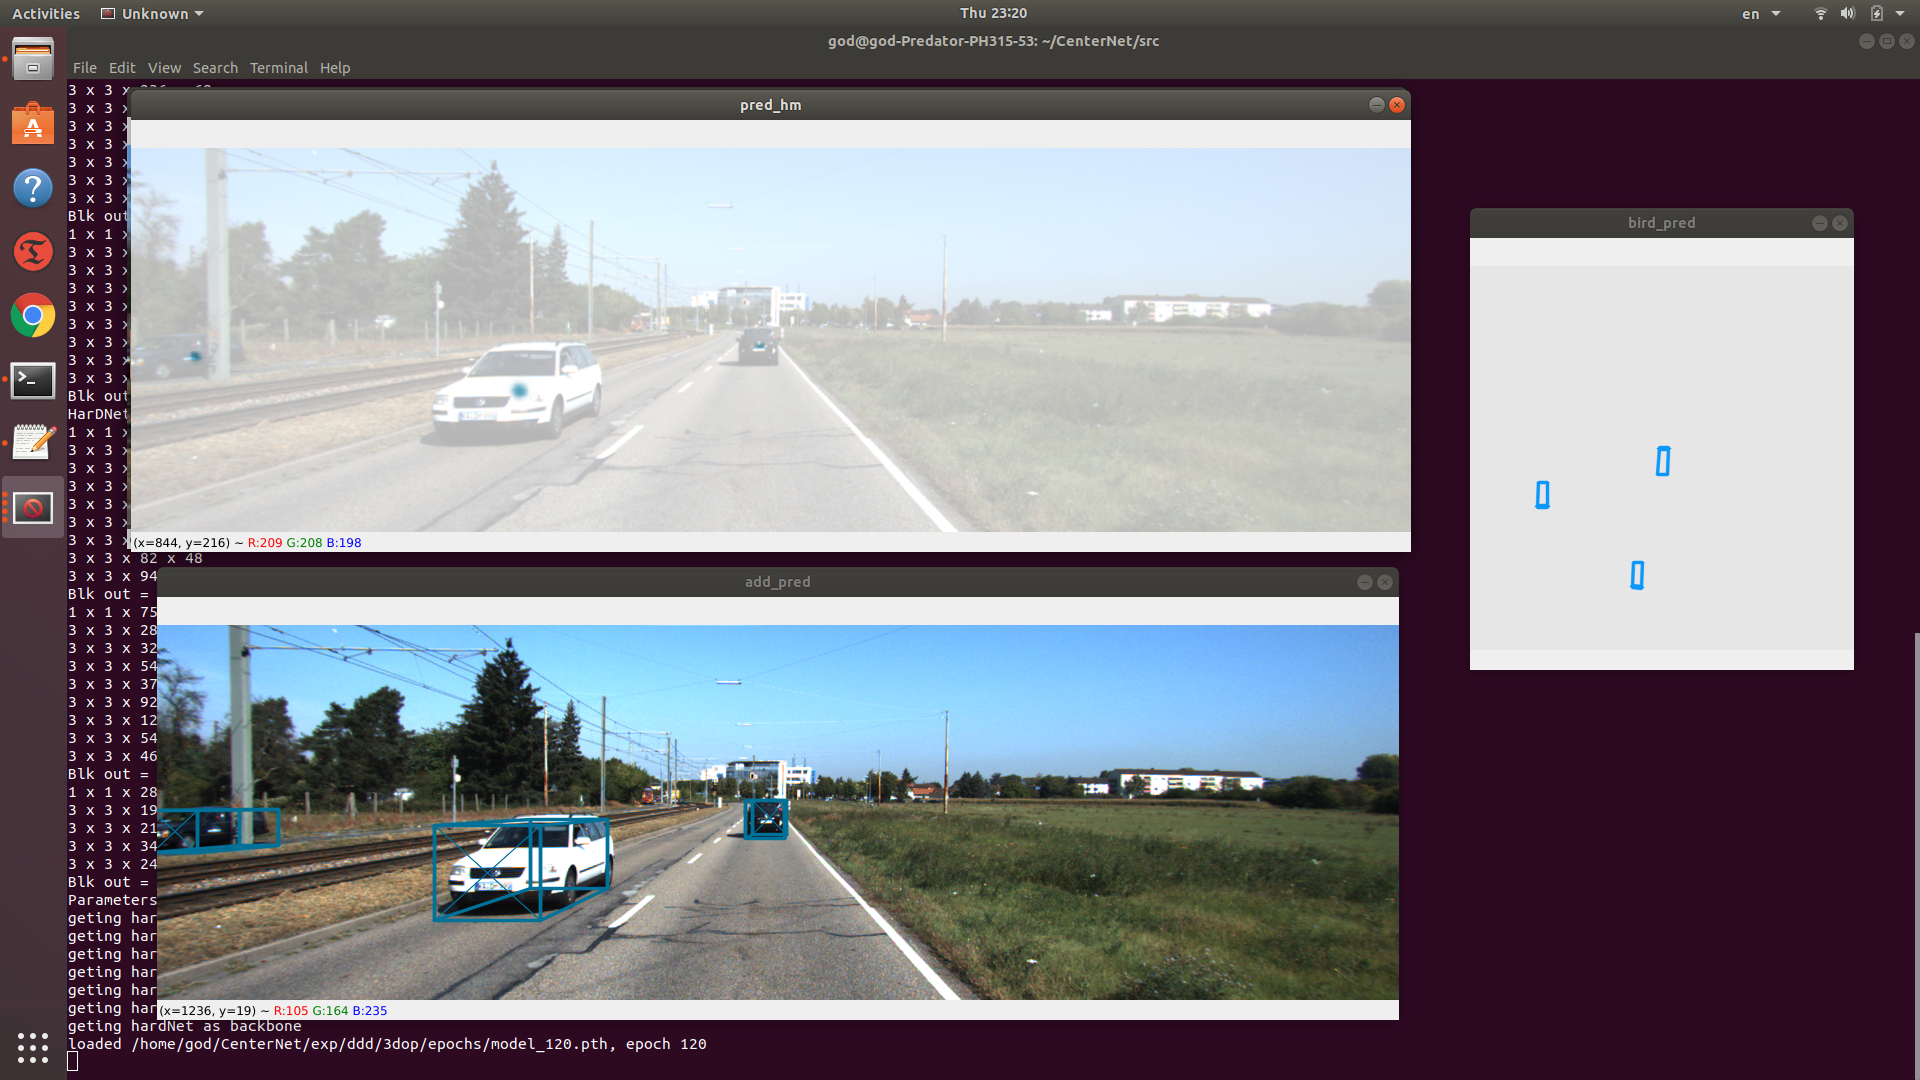 Activities
Unknown
Thu 23:20
en
god@god-Predator-PH315-53: ~/CenterNet/src
File Edit View Search Terminal Help
3 x 3 x
pred_hm
3 x 3 x
3 x 3 x
3 x 3 x
3 x 3 x
3 x 3 x
3 x 3 x
Blk out
1 x 1 x
bird_pred
3 x 3 x
3 x 3 x
3 x 3 x
3 x 3 x
3 x 3 x
3 x 3 x
3 x 3 x
3 x 3 x
Blk out
HarDNet
1 x 1 x
3 x 3 x
3 x 3 x
3 x 3 x
3 x 3 x
3 x 3 x
3 x 3 x
(x=844, y=216) ~ R:209 G:208 B:198
3 x 3 x 82 x 48
3 x 3 x 94
add_pred
Blk out =
1 x 1 x 75
3 x 3 x 28
3 x 3 x 32
3 x 3 x 54
3 x 3 x 37
3 x 3 x 92
3 x 3 x 12
3 x 3 x 54
3 x 3 x 46
Blk out =
1 x 1 x 28
3 x 3 x 19
3 x 3 x 21
3 x 3 x 34
3 x 3 x 24
Blk out =
Parameters
geting har
geting har
geting har
geting har
geting har
geting har
(x=1236, y=19) ~ R:105 G:164 B:235
geting hardNet as backbone
loaded /home/god/CenterNet/exp/ddd/3dop/epochs/model_120.pth, epoch 120